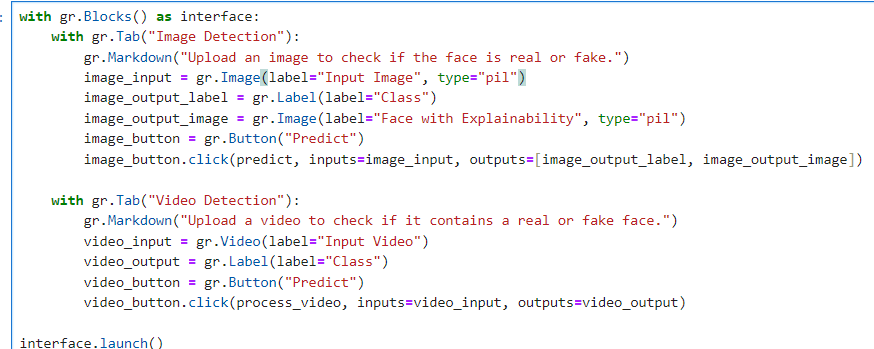 with gr.Blocks() as interface:
    with gr.Tab("Image Detection"):
        gr.Markdown("Upload an image to check if the face is real or fake.")
        image_input = gr.Image(label="Input Image", type="pil")
        image_output_label = gr.Label(label="Class")
        image_output_image = gr.Image(label="Face with Explainability", type="pil")
        image_button = gr.Button("Predict")
        image_button.click(predict, inputs=image_input, outputs=[image_output_label, image_output_image])

    with gr.Tab("Video Detection"):
        gr.Markdown("Upload a video to check if it contains a real or fake face.")
        video_input = gr.Video(label="Input Video")
        video_output = gr.Label(label="Class")
        video_button = gr.Button("Predict")
        video_button.click(process_video, inputs=video_input, outputs=video_output)

interface.launch()